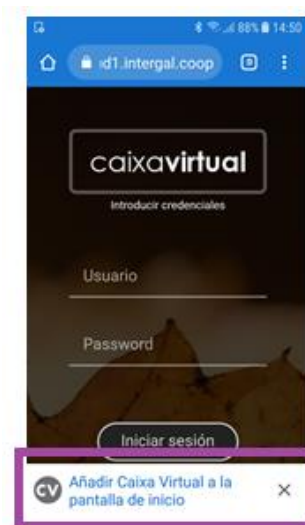 88% 14:50
d1.intergal.coop
caixavirtual
Introducir credenciales
Usuario
Password
Iniciar sesión
CV Añadir Caixa Virtual a la
pantalla de inicio